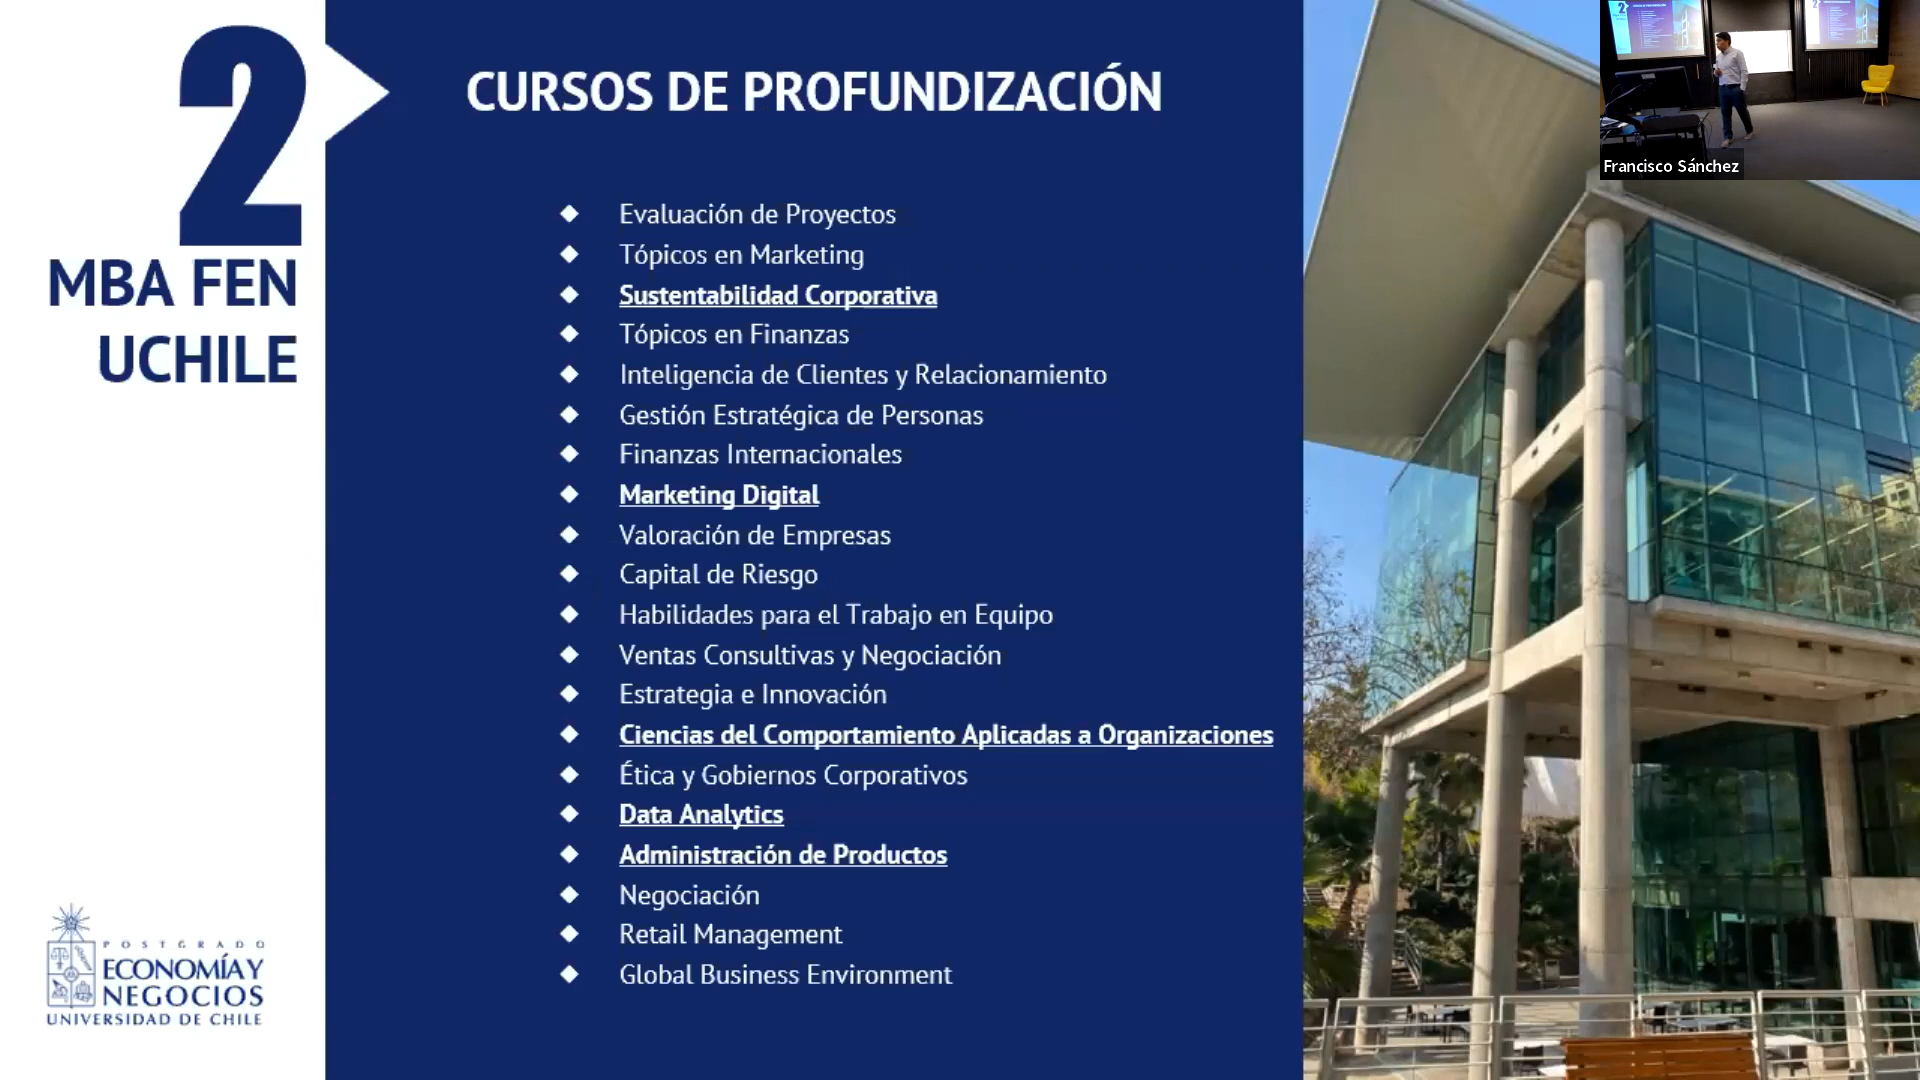 2
MBA FEN
UCHILE
CURSOS DE PROFUNDIZACIÓN
Evaluación de Proyectos
Tópicos en Marketing
Sustentabilidad Corporativa
Tópicos en Finanzas
Inteligencia de Clientes y Relacionamiento
Gestión Estratégica de Personas
Finanzas Internacionales
Marketing Digital
Valoración de Empresas
Capital de Riesgo
Habilidades para el Trabajo en Equipo
Ventas Consultivas y Negociación
Estrategia e Innovación
Ciencias del Comportamiento Aplicadas a Organizaciones
Ética y Gobiernos Corporativos
Data Analytics
Administración de Productos
Negociación
Retail Management
Global Business Environment
POSTGRADO
ECONOMÍA Y
NEGOCIOS
UNIVERSIDAD DE CHILE
Francisco Sánchez